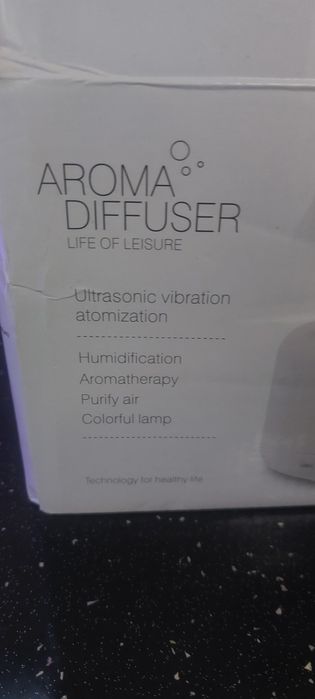 AROMA
DIFFUSER
LIFE OF LEISURE
Ultrasonic vibration
atomization
Humidification
Aromatherapy
Purify air
Colorful lamp
Technology for healthy life